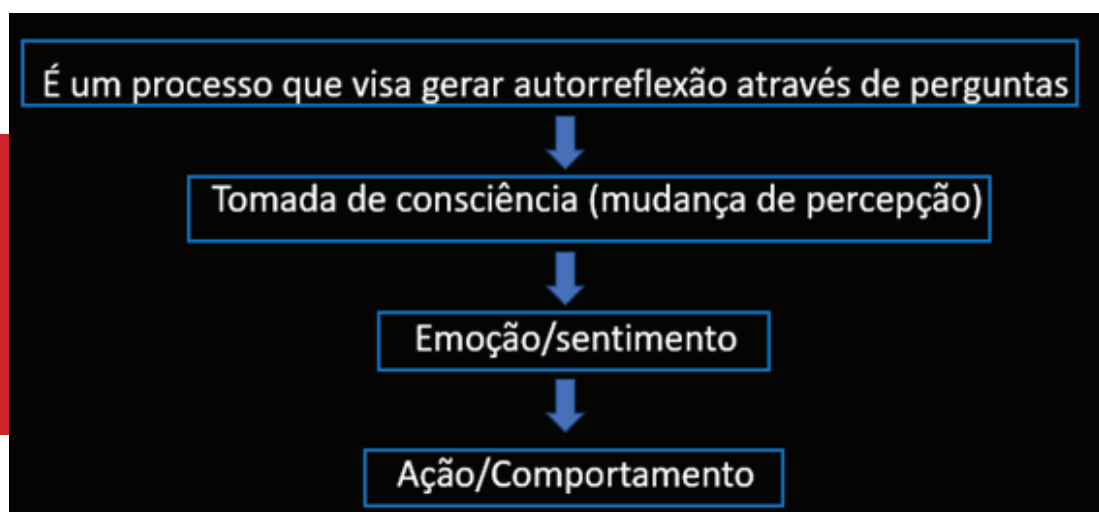 É um processo que visa gerar autorreflexão através de perguntas
Tomada de consciência (mudança de percepção)
Emoção/sentimento
Ação/Comportamento